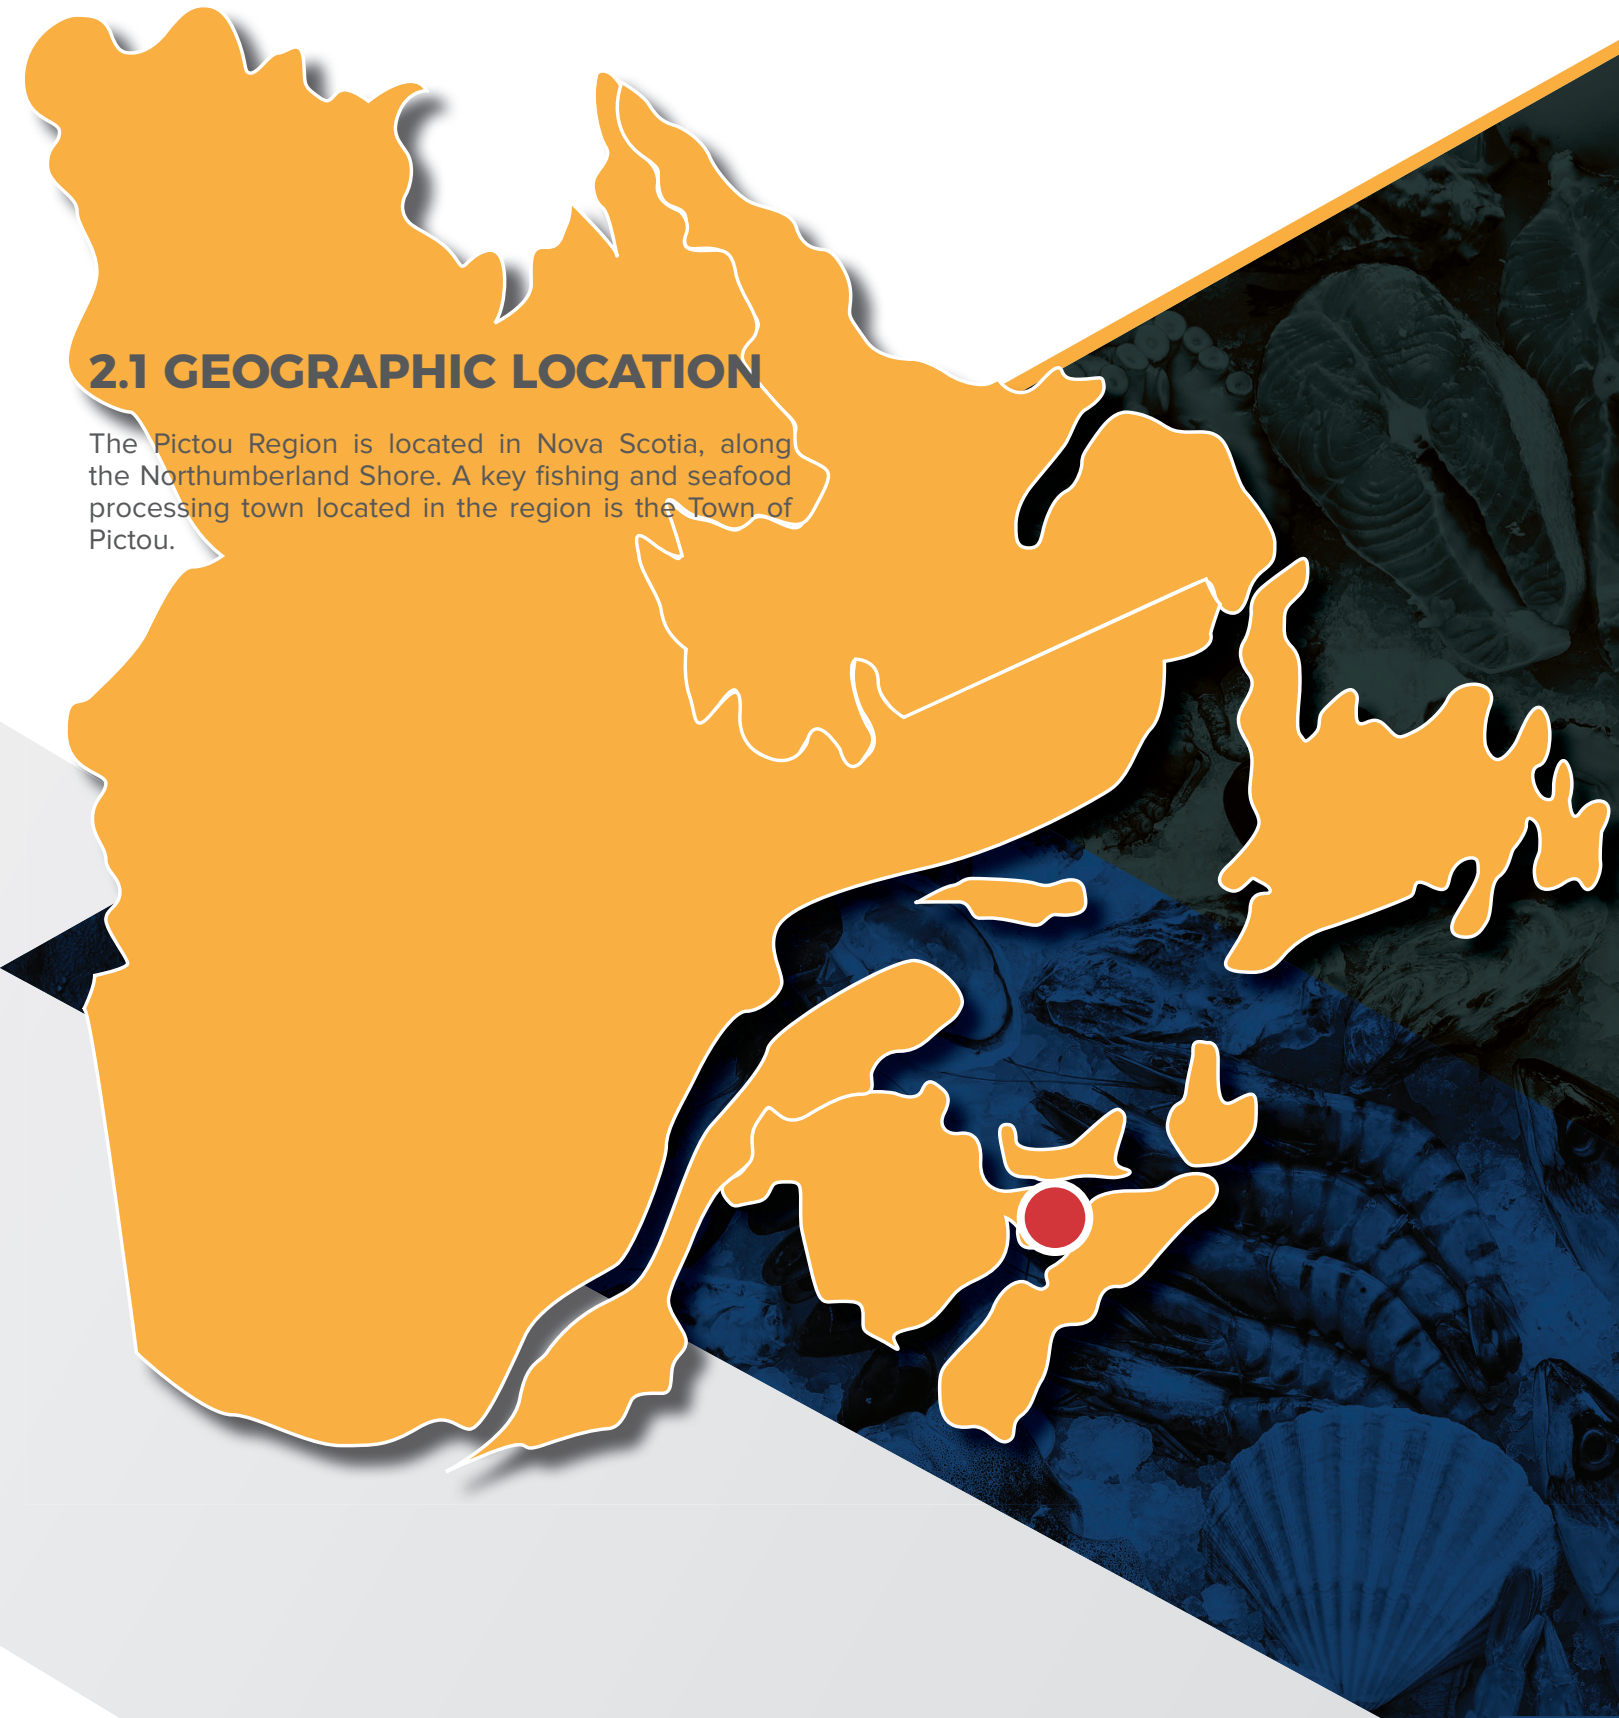 2.1 GEOGRAPHIC LOCATION
The Pictou Region is located in Nova Scotia, along
the Northumberland Shore. A key fishing and seafood
processing town located in the region is the Town of
Pictou.